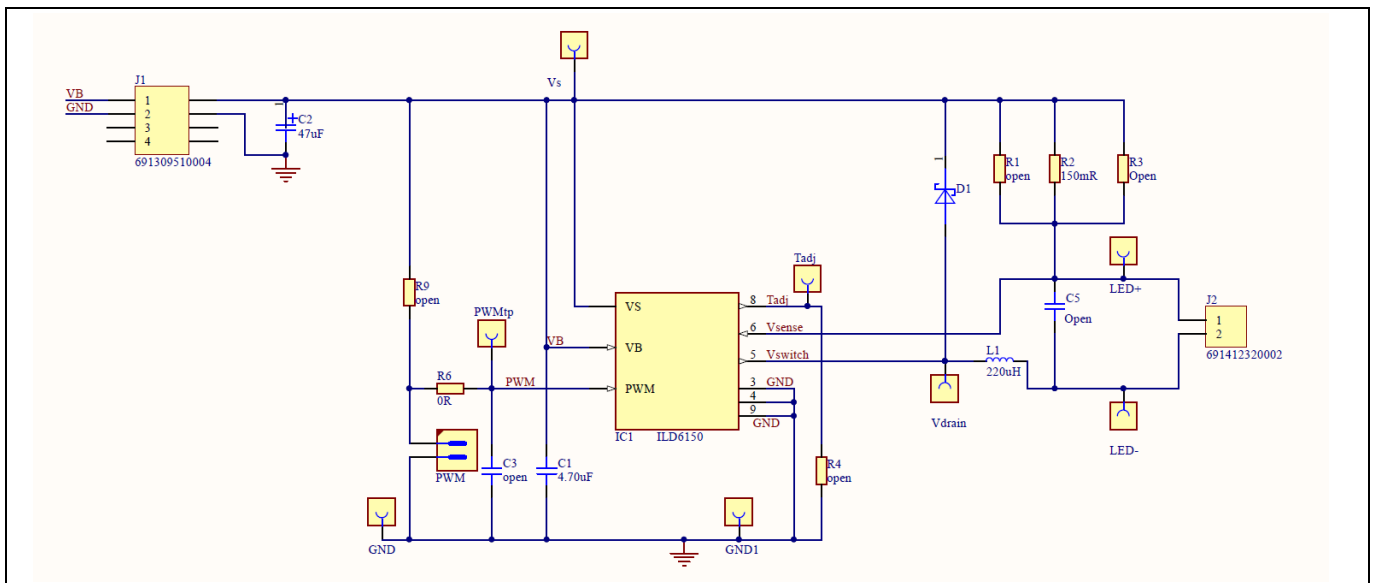 Vs
J1
VB
1
GND
2
3
4
691309510004
1
C2
47uF
1
D1
R1
open
R2
150mR
R3
Open
Tadj
LED+
C5
Open
J2
1
2
691412320002
R9
open
PWMtp
VS
8
Tadj
6
Vsense
VB
VB
5
Vswitch
L1
220uH
R6
0R
PWM
PWM
3
GND
4
9
GND
IC1
ILD6150
Vdrain
LED-
PWM
C3
open
C1
4.70uF
R4
open
GND
GND1